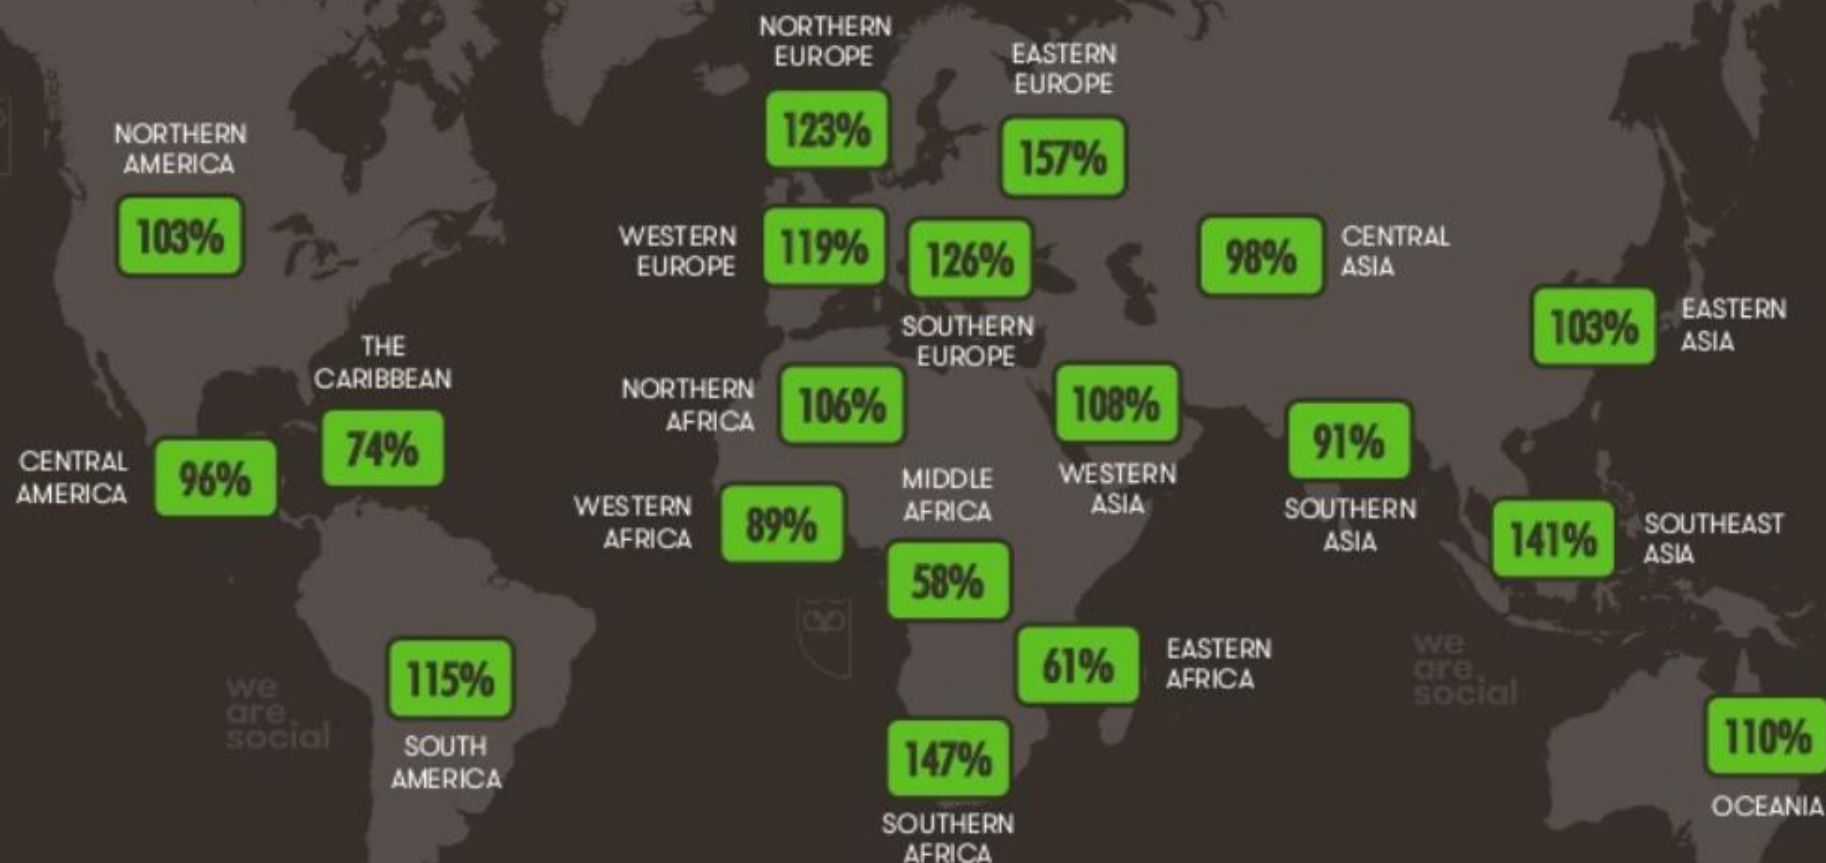 NORTHERN
EUROPE
123%
EASTERN
EUROPE
157%
NORTHERN
AMERICA
103%
WESTERN
EUROPE
119%
126%
SOUTHERN
EUROPE
98%
CENTRAL
ASIA
103%
EASTERN
ASIA
THE
CARIBBEAN
74%
NORTHERN
AFRICA
106%
108%
WESTERN
ASIA
91%
SOUTHERN
ASIA
CENTRAL
AMERICA
96%
WESTERN
AFRICA
89%
MIDDLE
AFRICA
58%
141%
SOUTHEAST
ASIA
61%
EASTERN
AFRICA
115%
SOUTH
AMERICA
147%
SOUTHERN
AFRICA
110%
OCEANIA
we
are
social
we
are
social